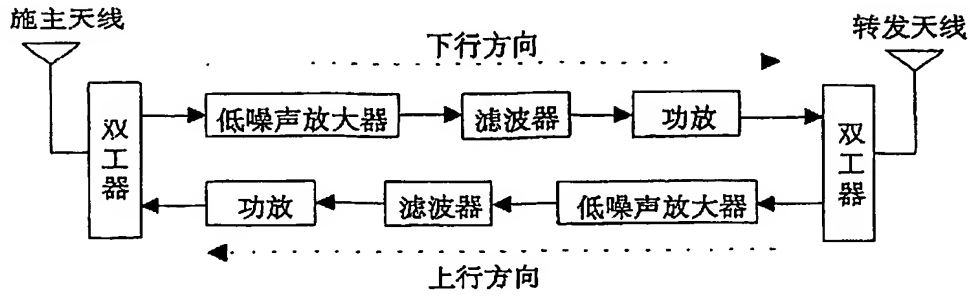 施主天线
转发天线
下行方向
双工器
低噪声放大器
滤波器
功放
双工器
功放
滤波器
低噪声放大器
上行方向